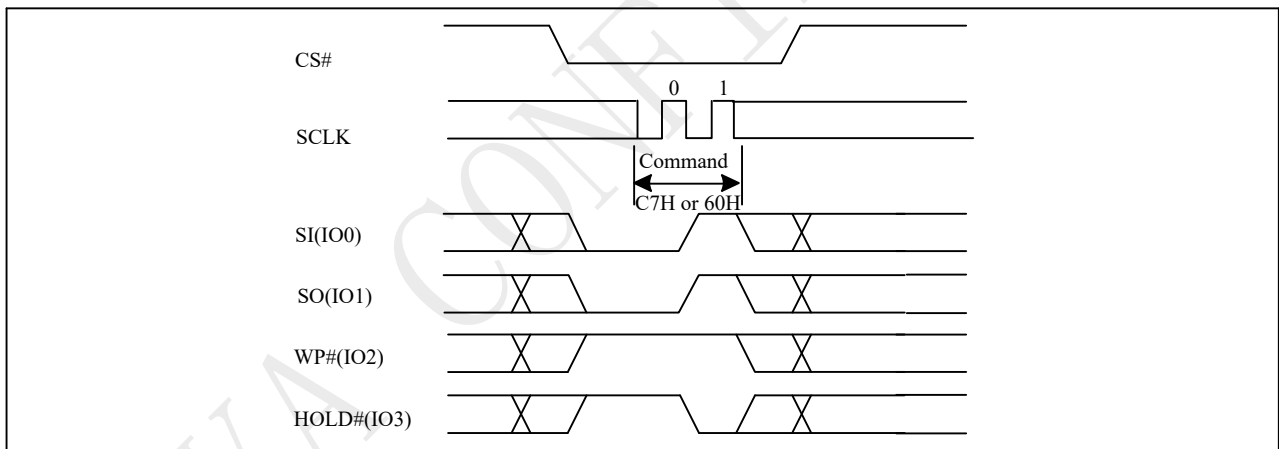 CS#
0 1
SCLK
Command
C7H or 60H
SI(IO0)
SO(IO1)
WP#(IO2)
HOLD#(IO3)